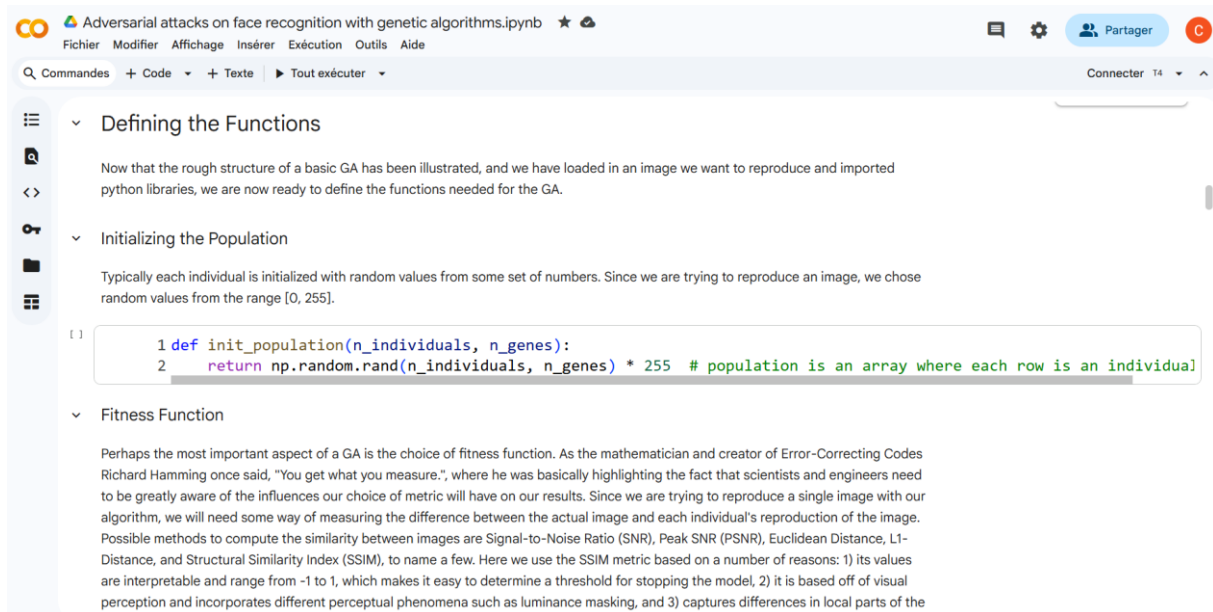 Adversarial attacks on face recognition with genetic algorithms.ipynb
Fichier Modifier Affichage Insérer Exécution Outils Aide
Partager
C
Commandes + Code + Texte Tout exécuter
Connecter T4
Defining the Functions
Now that the rough structure of a basic GA has been illustrated, and we have loaded in an image we want to reproduce and imported
python libraries, we are now ready to define the functions needed for the GA.
Initializing the Population
Typically each individual is initialized with random values from some set of numbers. Since we are trying to reproduce an image, we chose
random values from the range [0, 255].
[ ]
1 def init_population(n_individuals, n_genes):
2 return np.random.rand(n_individuals, n_genes) * 255 # population is an array where each row is an individual
Fitness Function
Perhaps the most important aspect of a GA is the choice of fitness function. As the mathematician and creator of Error-Correcting Codes
Richard Hamming once said, "You get what you measure.", where he was basically highlighting the fact that scientists and engineers need
to be greatly aware of the influences our choice of metric will have on our results. Since we are trying to reproduce a single image with our
algorithm, we will need some way of measuring the difference between the actual image and each individual's reproduction of the image.
Possible methods to compute the similarity between images are Signal-to-Noise Ratio (SNR), Peak SNR (PSNR), Euclidean Distance, L1-
Distance, and Structural Similarity Index (SSIM), to name a few. Here we use the SSIM metric based on a number of reasons: 1) its values
are interpretable and range from -1 to 1, which makes it easy to determine a threshold for stopping the model, 2) it is based off of visual
perception and incorporates different perceptual phenomena such as luminance masking, and 3) captures differences in local parts of the